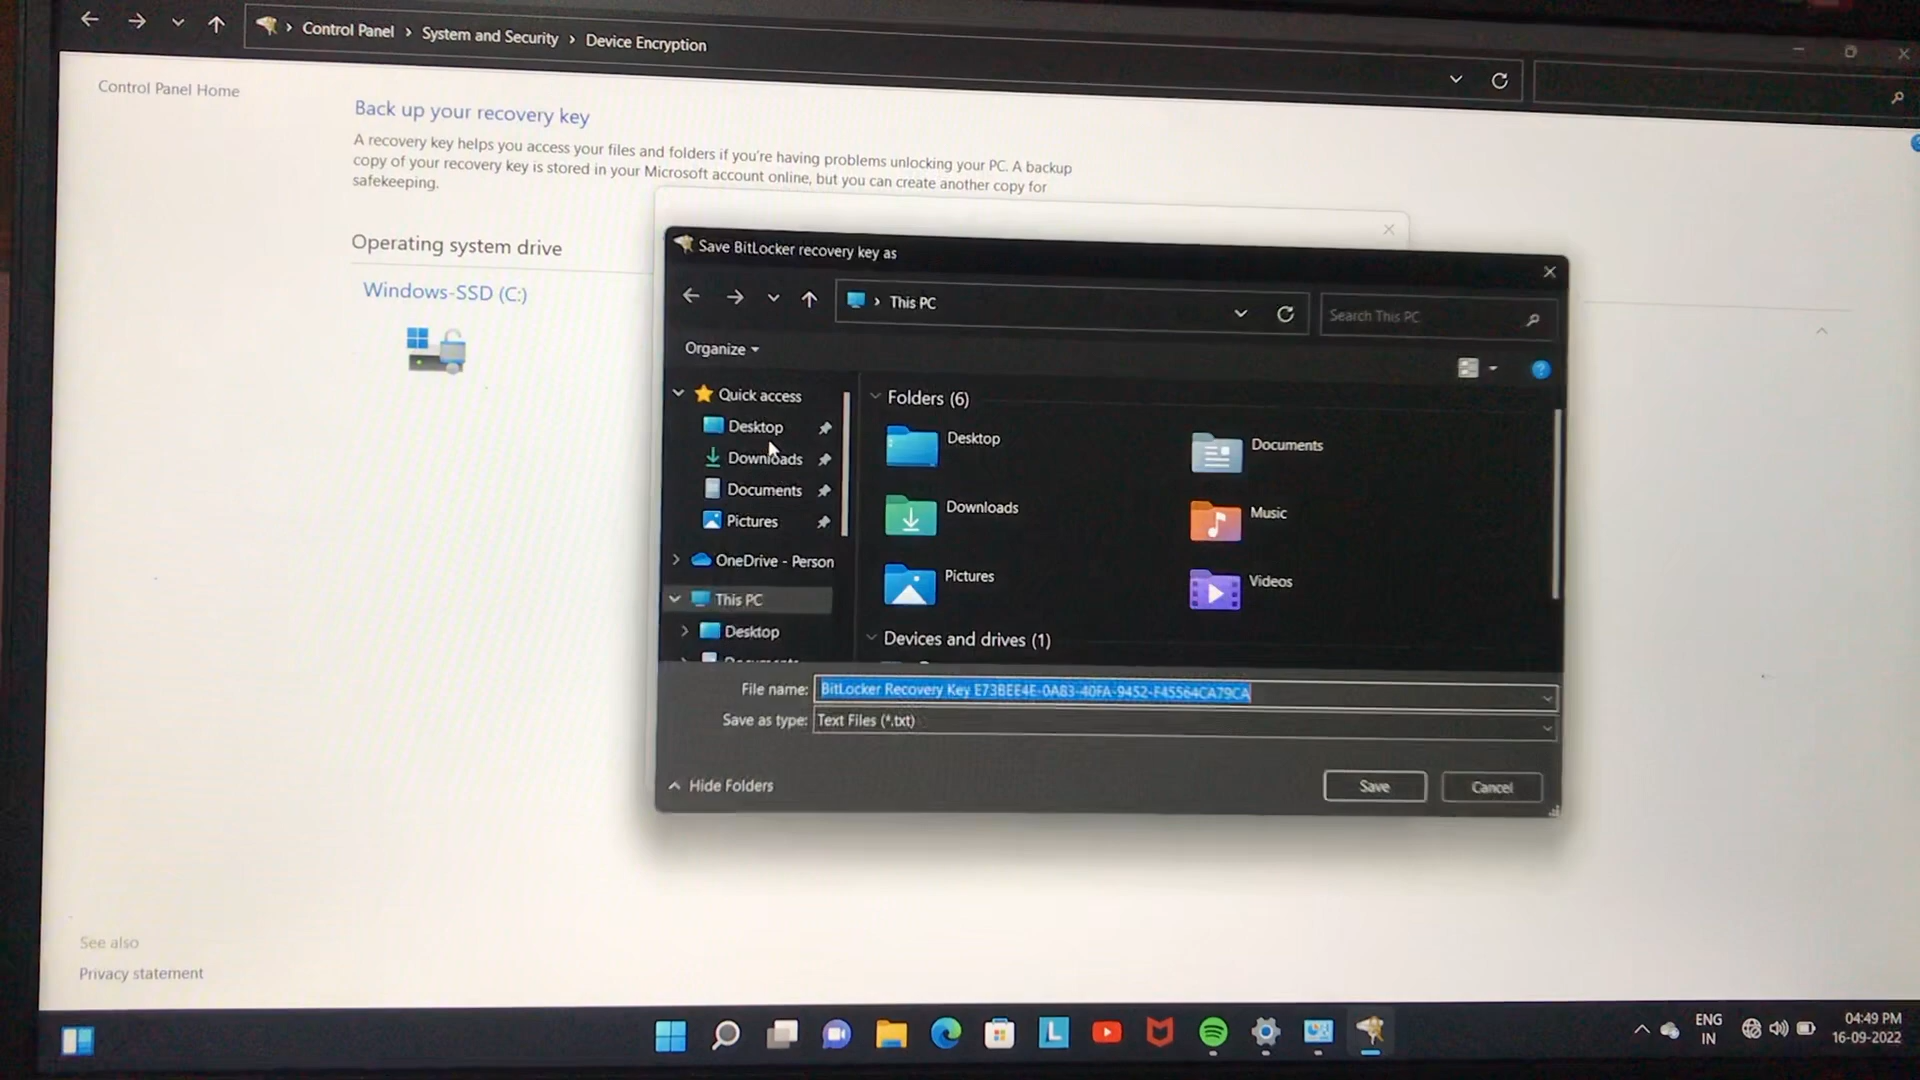 Control Panel > System and Security > Device Encryption
Control Panel Home
Back up your recovery key
A recovery key helps you access your files and folders if you're having problems unlocking your PC. A backup
copy of your recovery key is stored in your Microsoft account online, but you can create another copy for
safekeeping.
Operating system drive
Windows-SSD (C:)
Save BitLocker recovery key as
> This PC
Search This PC
Organize
Quick access
Desktop
Downloads
Documents
Pictures
OneDrive - Person
This PC
Desktop
Folders (6)
Desktop
Documents
Downloads
Music
Pictures
Videos
Devices and drives (1)
File name: BitLocker Recovery Key E73BEE4E-0A83-40FA-9452-F45564CA79CA
Save as type: Text Files (*.txt)
Hide Folders
Save
Cancel
See also
Privacy statement
ENG
IN
04:49 PM
16-09-2022